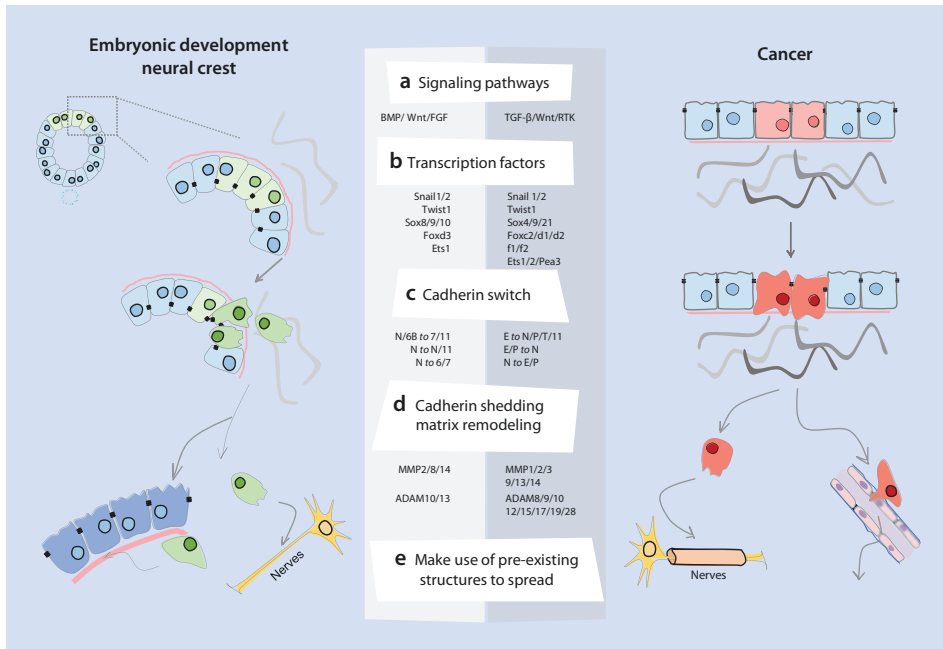 Embryonic development
neural crest
Cancer
a Signaling pathways
BMP/ Wnt/FGF
TGF-β/Wnt/RTK
b Transcription factors
Snail1/2
Twist1
Sox8/9/10
Foxd3
Ets1
Snail 1/2
Twist1
Sox4/9/21
Foxc2/d1/d2
f1/f2
Ets1/2/Pea3
c Cadherin switch
N/6B to 7/11
N to N/11
N to 6/7
E to N/P/T/11
E/P to N
N to E/P
d Cadherin shedding
matrix remodeling
MMP2/8/14
ADAM10/13
MMP1/2/3
9/13/14
ADAM8/9/10
12/15/17/19/28
e Make use of pre-existing
structures to spread
Nerves
Nerves